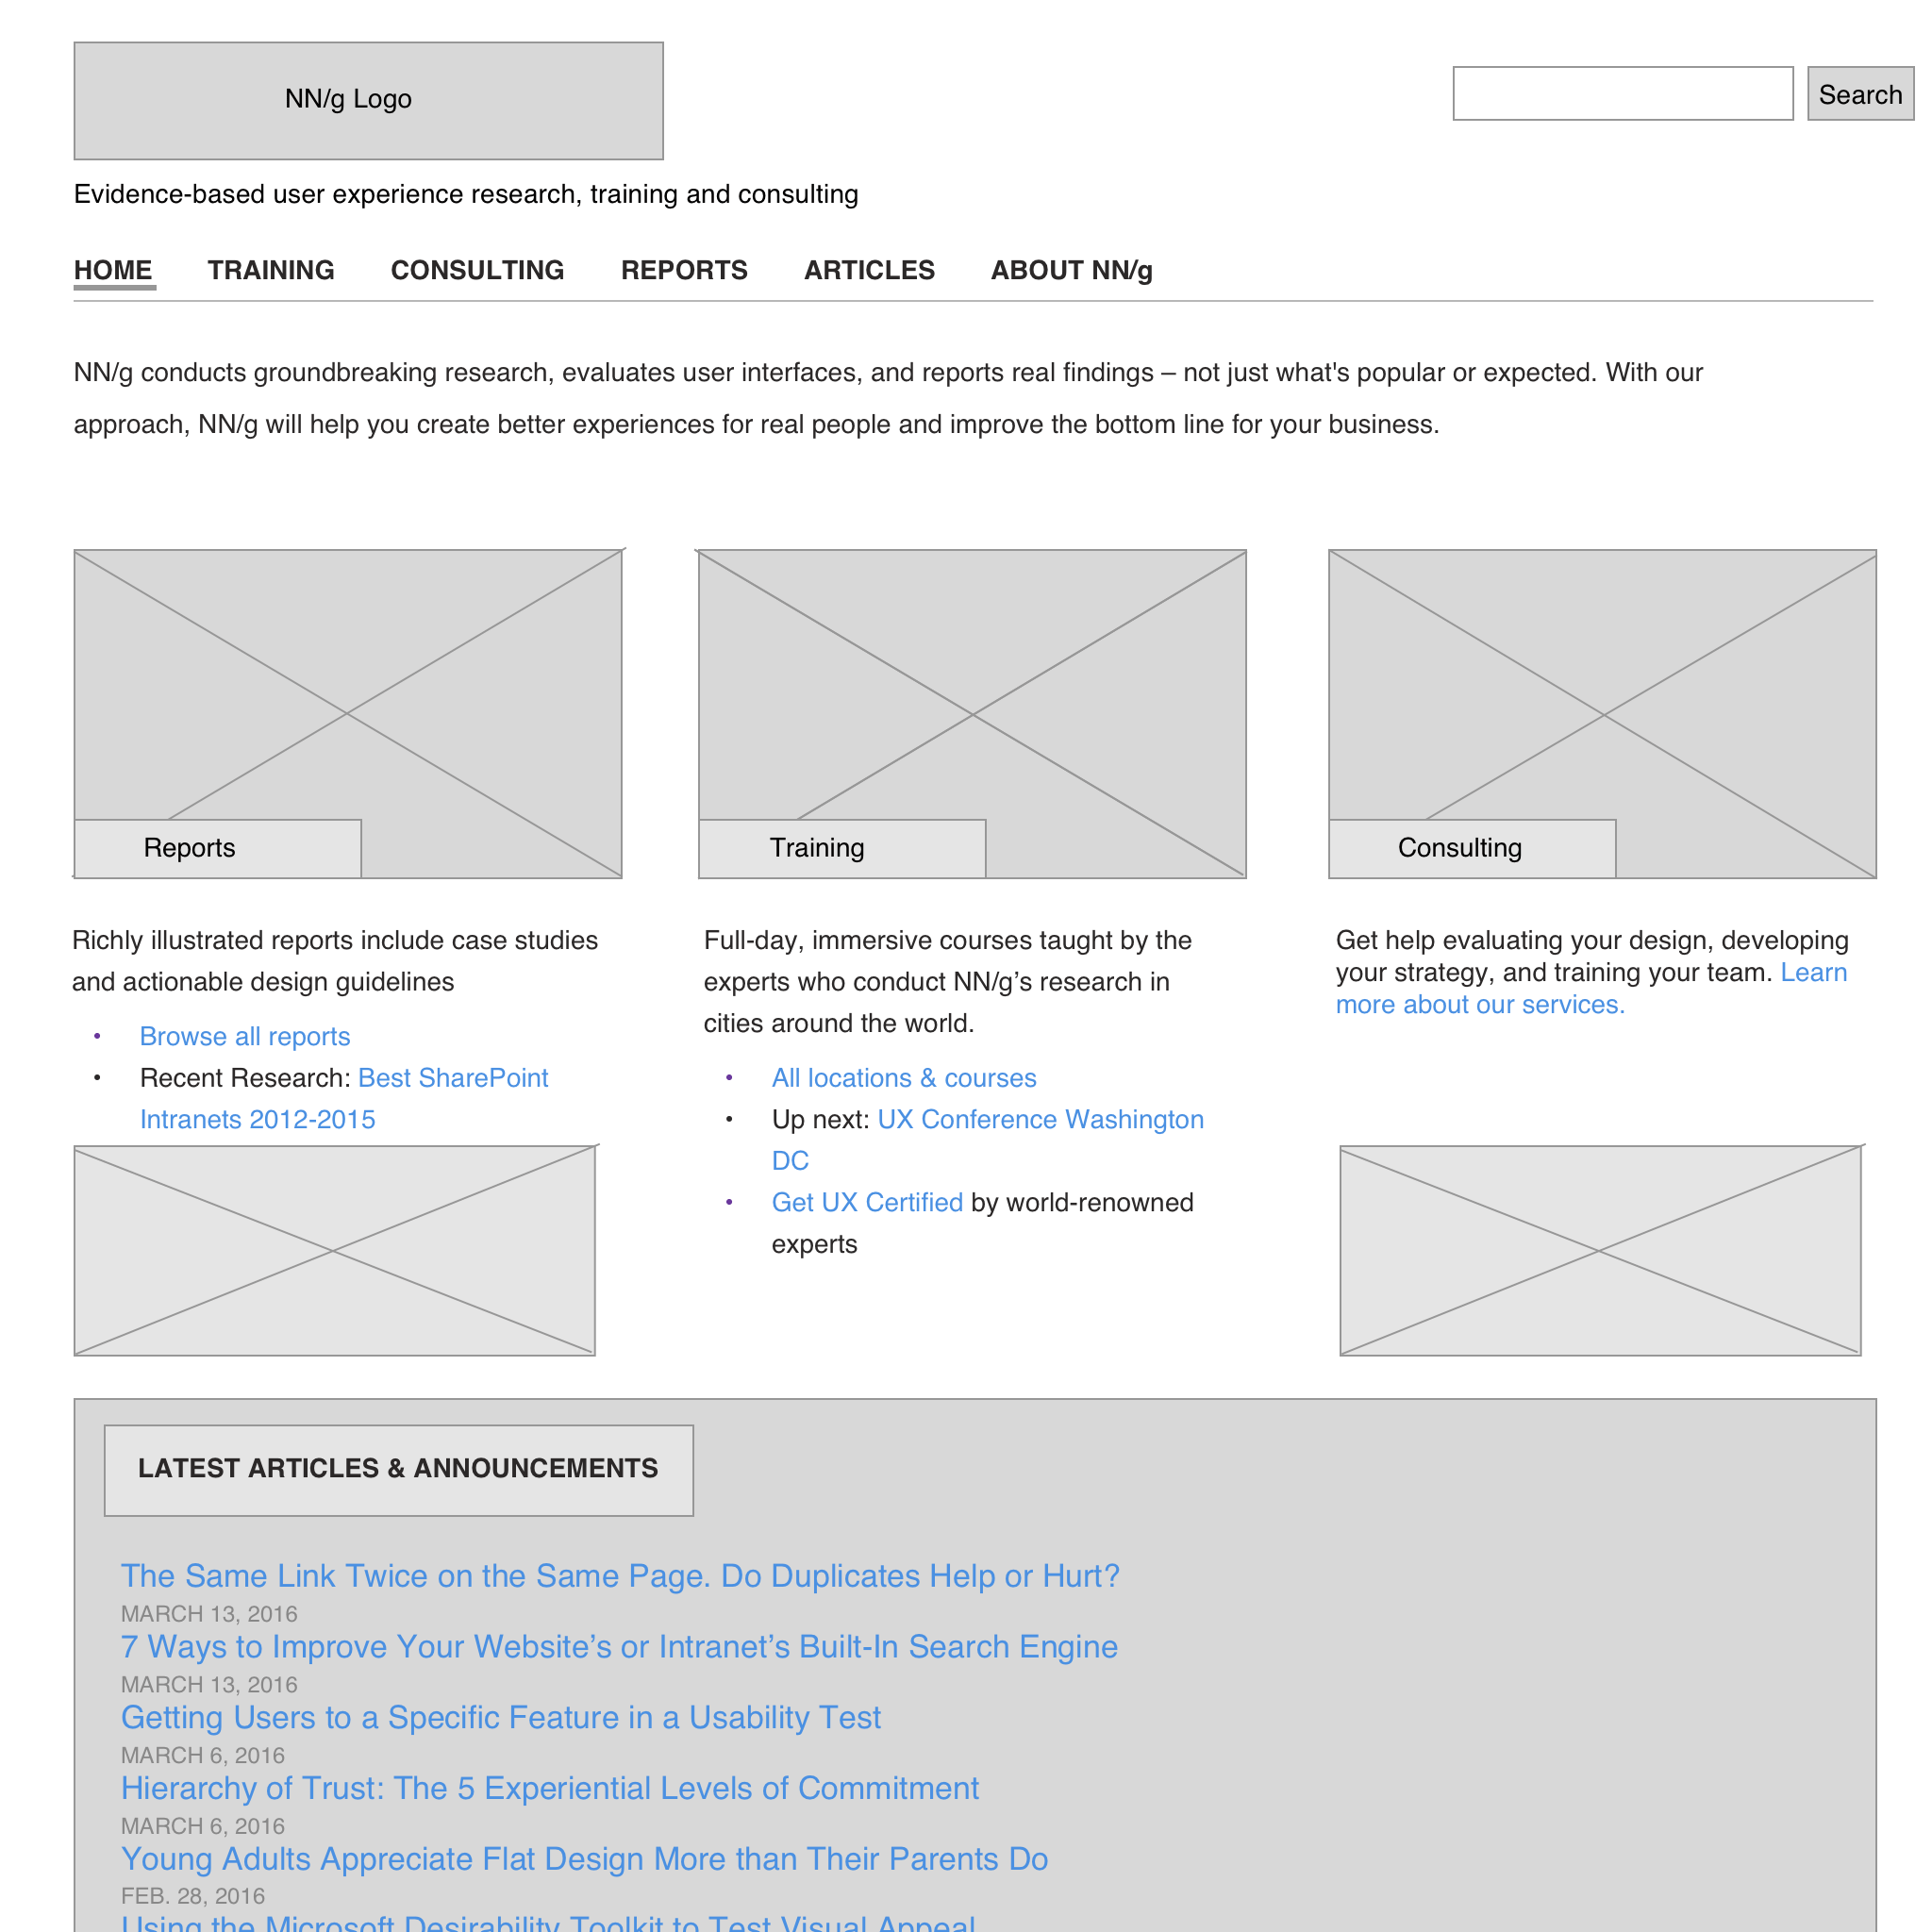 NN/g Logo
Search
Evidence-based user experience research, training and consulting
HOME TRAINING CONSULTING REPORTS ARTICLES ABOUT NN/g
NN/g conducts groundbreaking research, evaluates user interfaces, and reports real findings – not just what's popular or expected. With our
approach, NN/g will help you create better experiences for real people and improve the bottom line for your business.
Reports
Richly illustrated reports include case studies
and actionable design guidelines
• Browse all reports
• Recent Research: Best SharePoint
Intranets 2012-2015
Training
Full-day, immersive courses taught by the
experts who conduct NN/g’s research in
cities around the world.
• All locations & courses
• Up next: UX Conference Washington
DC
• Get UX Certified by world-renowned
experts
Consulting
Get help evaluating your design, developing
your strategy, and training your team. Learn
more about our services.
LATEST ARTICLES & ANNOUNCEMENTS
The Same Link Twice on the Same Page. Do Duplicates Help or Hurt?
MARCH 13, 2016
7 Ways to Improve Your Website’s or Intranet’s Built-In Search Engine
MARCH 13, 2016
Getting Users to a Specific Feature in a Usability Test
MARCH 6, 2016
Hierarchy of Trust: The 5 Experiential Levels of Commitment
MARCH 6, 2016
Young Adults Appreciate Flat Design More than Their Parents Do
FEB. 28, 2016
Using the Microsoft Desirability Toolkit to Test Visual Appeal